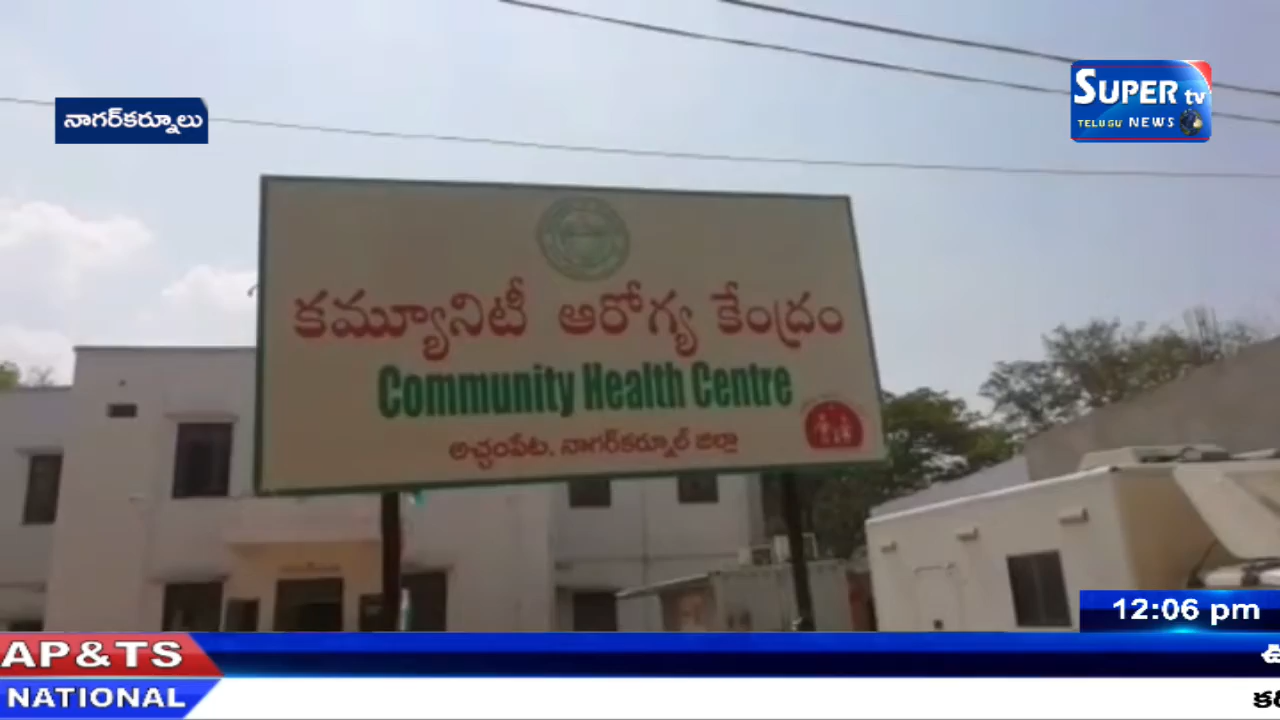 SUPER tv
TELUGU NEWS
నాగర్‌కర్నూలు
కమ్యూనిటీ ఆరోగ్య కేంద్రం
Community Health Centre
అచ్చంపేట, నాగర్‌కర్నూల్ జిల్లా
12:06 pm
AP&TS
NATIONAL